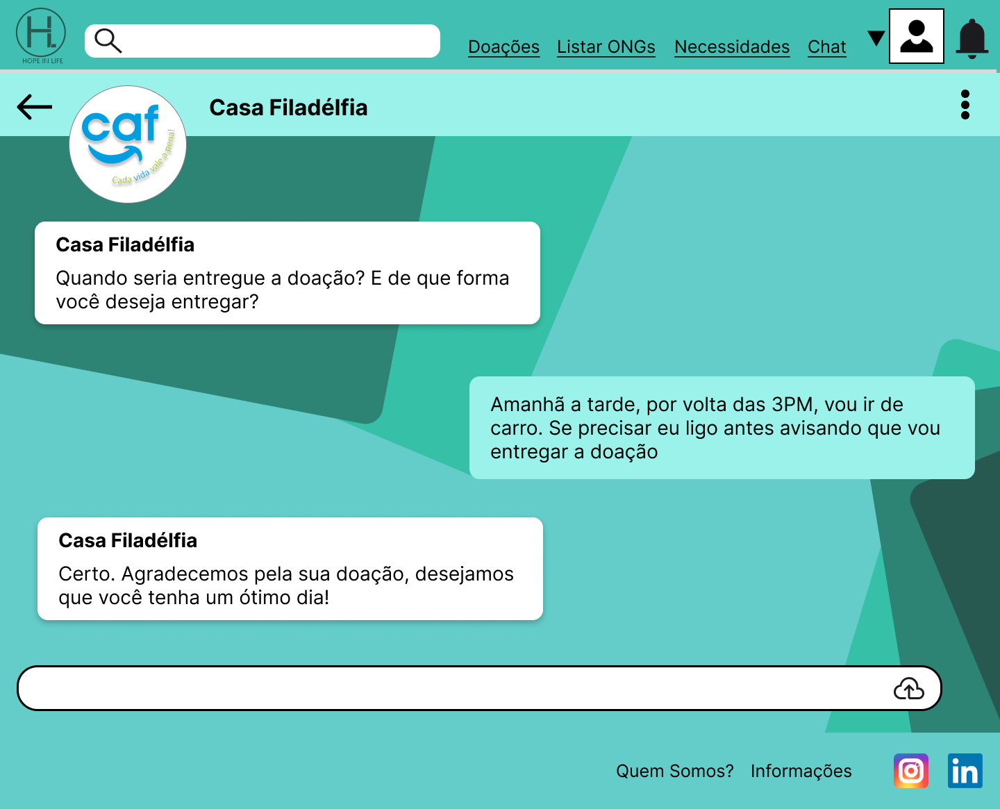 H.
HOPE IN LIFE
Doações Listar ONGs Necessidades Chat
Casa Filadélfia
caf
Cada vida vale a pena!
Casa Filadélfia
Quando seria entregue a doação? E de que forma
você deseja entregar?
Amanhã a tarde, por volta das 3PM, vou ir de
carro. Se precisar eu ligo antes avisando que vou
entregar a doação
Casa Filadélfia
Certo. Agradecemos pela sua doação, desejamos
que você tenha um ótimo dia!
Quem Somos? Informações
in